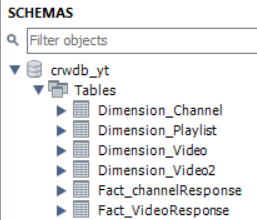 SCHEMAS
Filter objects
crwdb_yt
Tables
Dimension_Channel
Dimension_Playlist
Dimension_Video
Dimension_Video2
Fact_channelResponse
Fact_VideoResponse